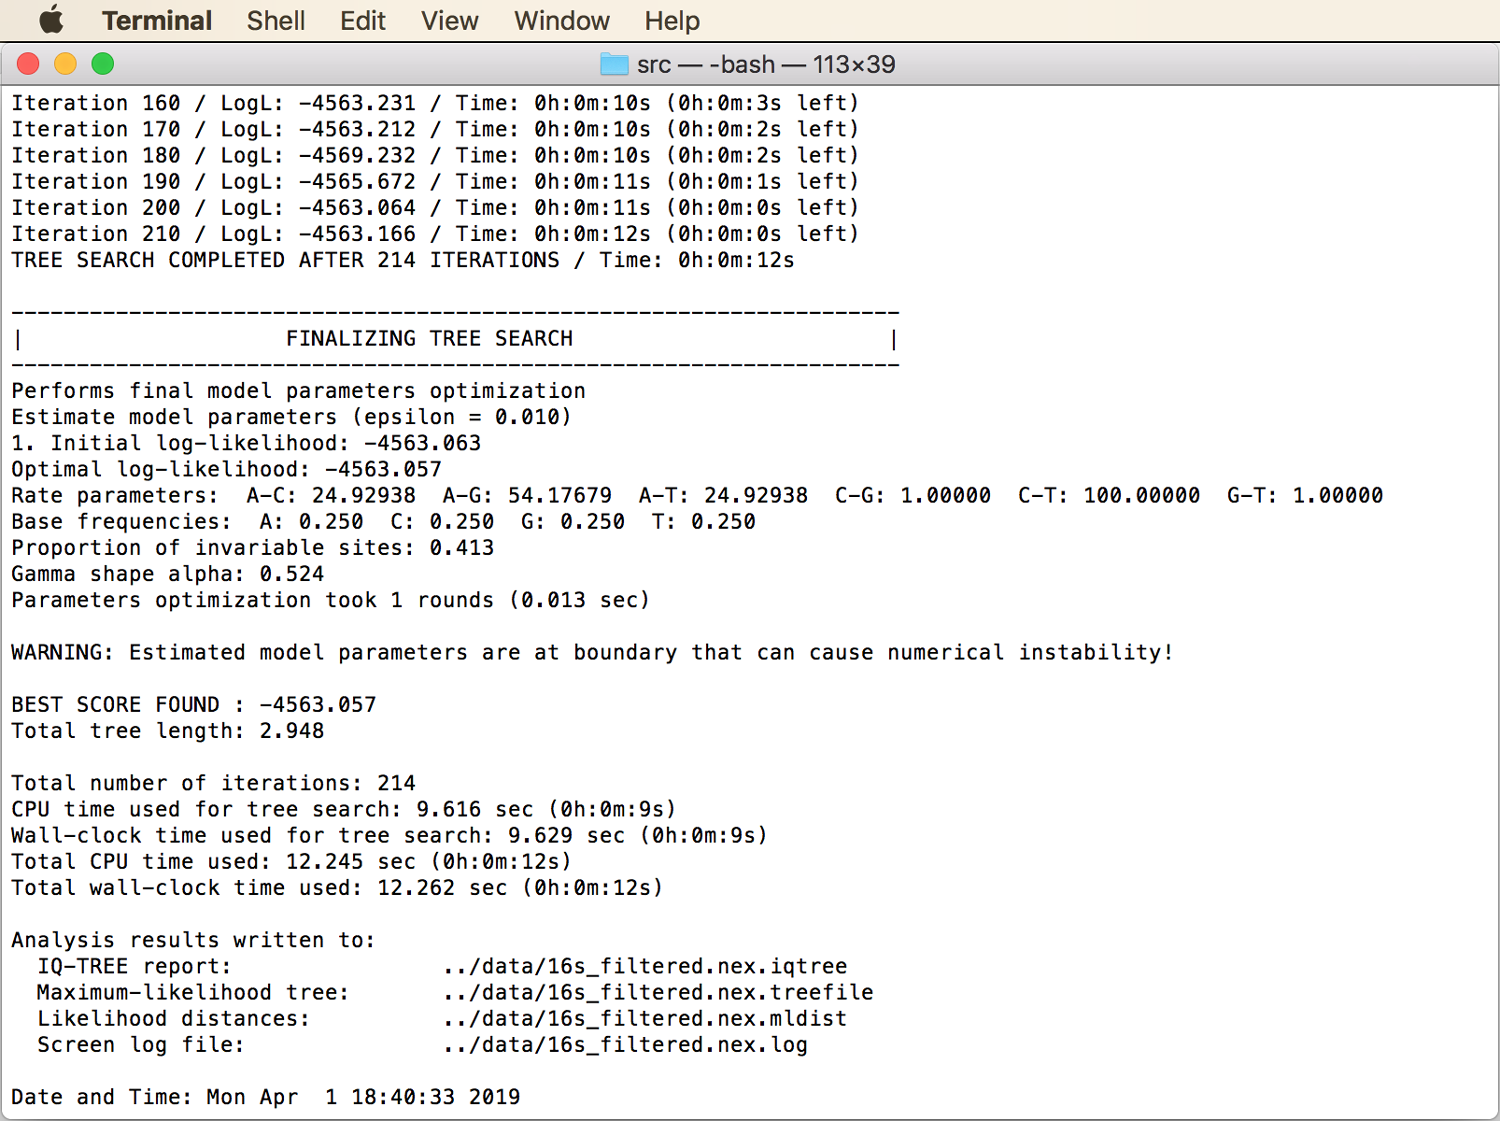 Terminal Shell Edit View Window Help
src — -bash — 113×39
Iteration 160 / LogL: -4563.231 / Time: 0h:0m:10s (0h:0m:3s left)
Iteration 170 / LogL: -4563.212 / Time: 0h:0m:10s (0h:0m:2s left)
Iteration 180 / LogL: -4569.232 / Time: 0h:0m:10s (0h:0m:2s left)
Iteration 190 / LogL: -4565.672 / Time: 0h:0m:11s (0h:0m:1s left)
Iteration 200 / LogL: -4563.064 / Time: 0h:0m:11s (0h:0m:0s left)
Iteration 210 / LogL: -4563.166 / Time: 0h:0m:12s (0h:0m:0s left)
TREE SEARCH COMPLETED AFTER 214 ITERATIONS / Time: 0h:0m:12s
--------------------------------------------------------------------
|                    FINALIZING TREE SEARCH                        |
--------------------------------------------------------------------
Performs final model parameters optimization
Estimate model parameters (epsilon = 0.010)
1. Initial log-likelihood: -4563.063
Optimal log-likelihood: -4563.057
Rate parameters:  A-C: 24.92938  A-G: 54.17679  A-T: 24.92938  C-G: 1.00000  C-T: 100.00000  G-T: 1.00000
Base frequencies:  A: 0.250  C: 0.250  G: 0.250  T: 0.250
Proportion of invariable sites: 0.413
Gamma shape alpha: 0.524
Parameters optimization took 1 rounds (0.013 sec)
WARNING: Estimated model parameters are at boundary that can cause numerical instability!
BEST SCORE FOUND : -4563.057
Total tree length: 2.948
Total number of iterations: 214
CPU time used for tree search: 9.616 sec (0h:0m:9s)
Wall-clock time used for tree search: 9.629 sec (0h:0m:9s)
Total CPU time used: 12.245 sec (0h:0m:12s)
Total wall-clock time used: 12.262 sec (0h:0m:12s)
Analysis results written to:
  IQ-TREE report:                ../data/16s_filtered.nex.iqtree
  Maximum-likelihood tree:       ../data/16s_filtered.nex.treefile
  Likelihood distances:          ../data/16s_filtered.nex.mldist
  Screen log file:               ../data/16s_filtered.nex.log
Date and Time: Mon Apr  1 18:40:33 2019